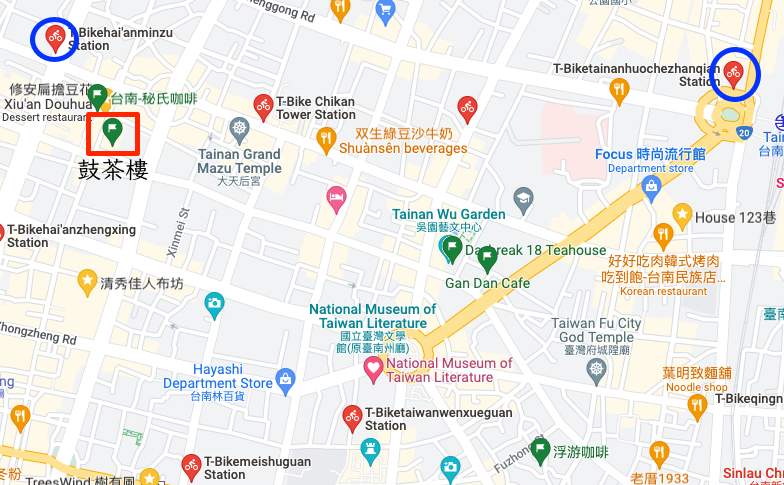 henggong Rd
公園國小
T-Bikehai'anminzu
Station
T-Biketainanhuochezhanqian
Station
修安扁擔豆花
Xiu'an Douhua
Dessert restaurant
台南-秘氏咖啡
T-Bike Chikan
Tower Station
鼓茶樓
Tainan Grand
Mazu Temple
大天后宮
双生綠豆沙牛奶
Shuànsên beverages
20
Tai
台南
Focus 時尚流行館
Department store
House 123巷
Tainan Wu Garden
吳園藝文中心
Daybreak 18 Teahouse
Gan Dan Cafe
T-Bikehai'anzhengxing
Station
Xinmei St
清秀佳人布坊
好好吃肉韓式烤肉
吃到飽-台南民族店...
Korean restaurant
National Museum of
Taiwan Literature
國立臺灣文學
館(原臺南州廳)
Zhongzheng Rd
Taiwan Fu City
God Temple
臺灣府城隍廟
臺南
Hayashi
Department Store
台南林百貨
National Museum of
Taiwan Literature
葉明致麵舖
Noodle shop
T-Bikeqingn
T-Biketaiwanwenxueguan
Station
T-Bikemeishuguan
Station
Fuzhong
浮游咖啡
老厝1933
Sinlau Ch
冬粉
TreesWind 樹有風